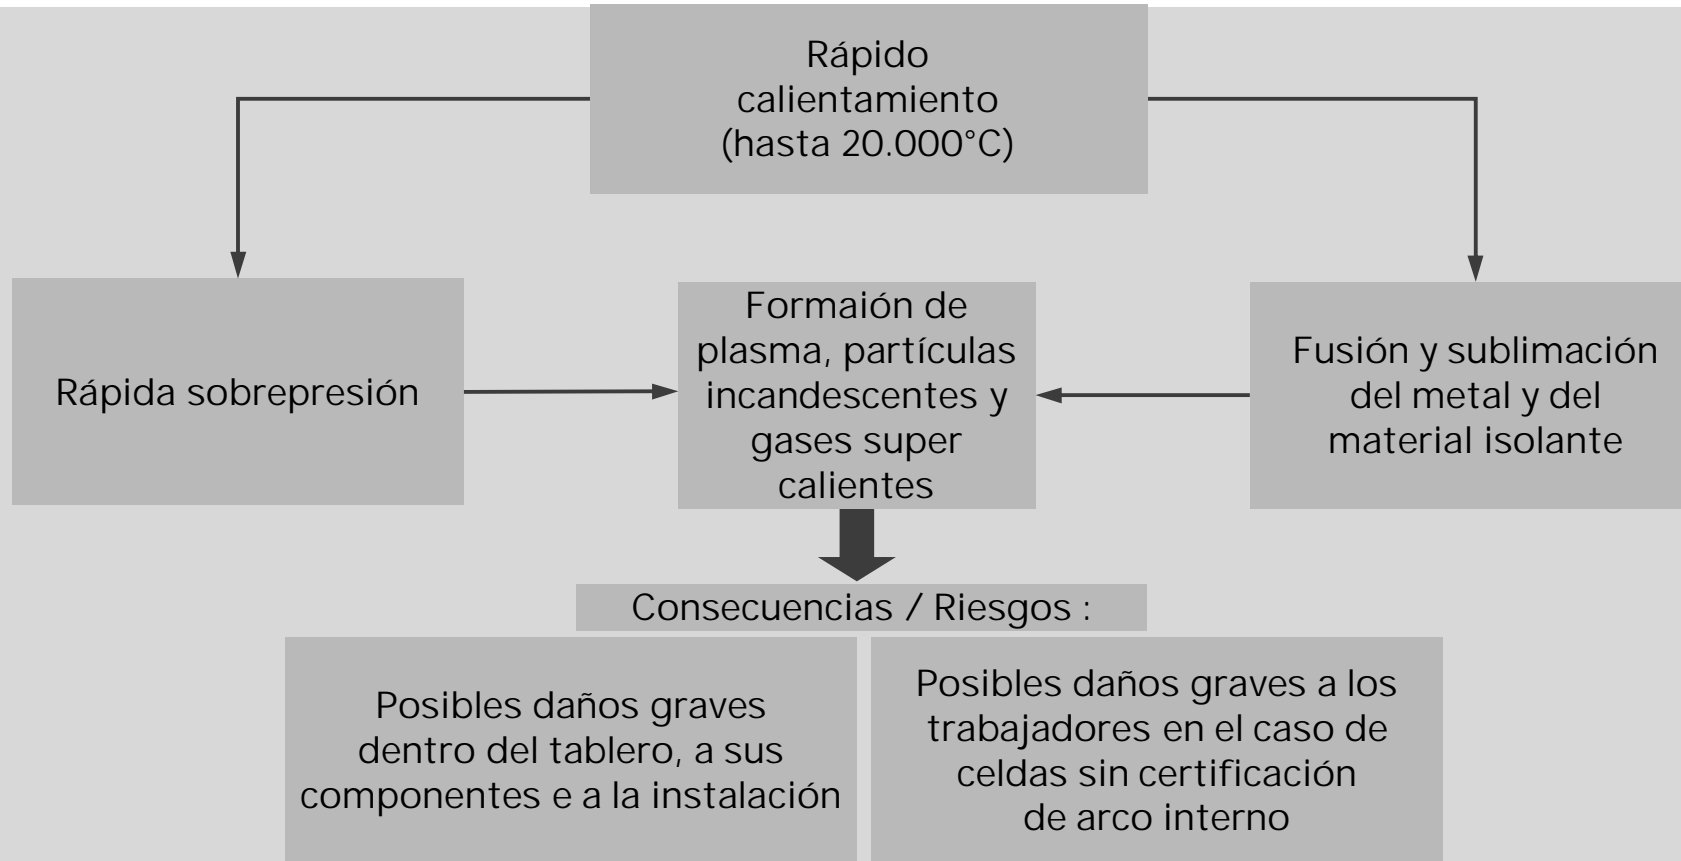 Rápido
calientamiento
(hasta 20.000°C)
Rápida sobrepresión
Formaión de
plasma, partículas
incandescentes y
gases super
calientes
Fusión y sublimación
del metal y del
material isolante
Consecuencias / Riesgos :
Posibles daños graves
dentro del tablero, a sus
componentes e a la instalación
Posibles daños graves a los
trabajadores en el caso de
celdas sin certificación
de arco interno